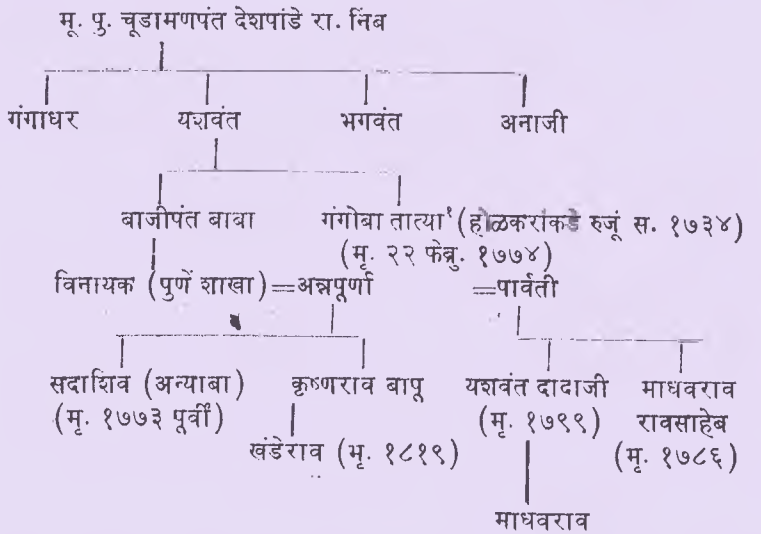 मू. पु. चूडामणपंत देशपांडे रा. निंब
गंगाधर यशवंत भगवंत अनाजी
बाजीपंत बाबा गंगोबा तात्या¹ (होळकरांकडे रुजूं स. १७३४)
(मृ. २२ फेब्रु. १७७४)
विनायक (पुणें शाखा) =अन्नपूर्णा =पार्वती
सदाशिव (अन्याबा) कृष्णराव बापू यशवंत दादाजी माधवराव
(मृ. १७७३ पूर्वीं) (मृ. १७९९) रावसाहेब
खंडेराव (मृ. १८१९) (मृ. १७८६)
माधवराव